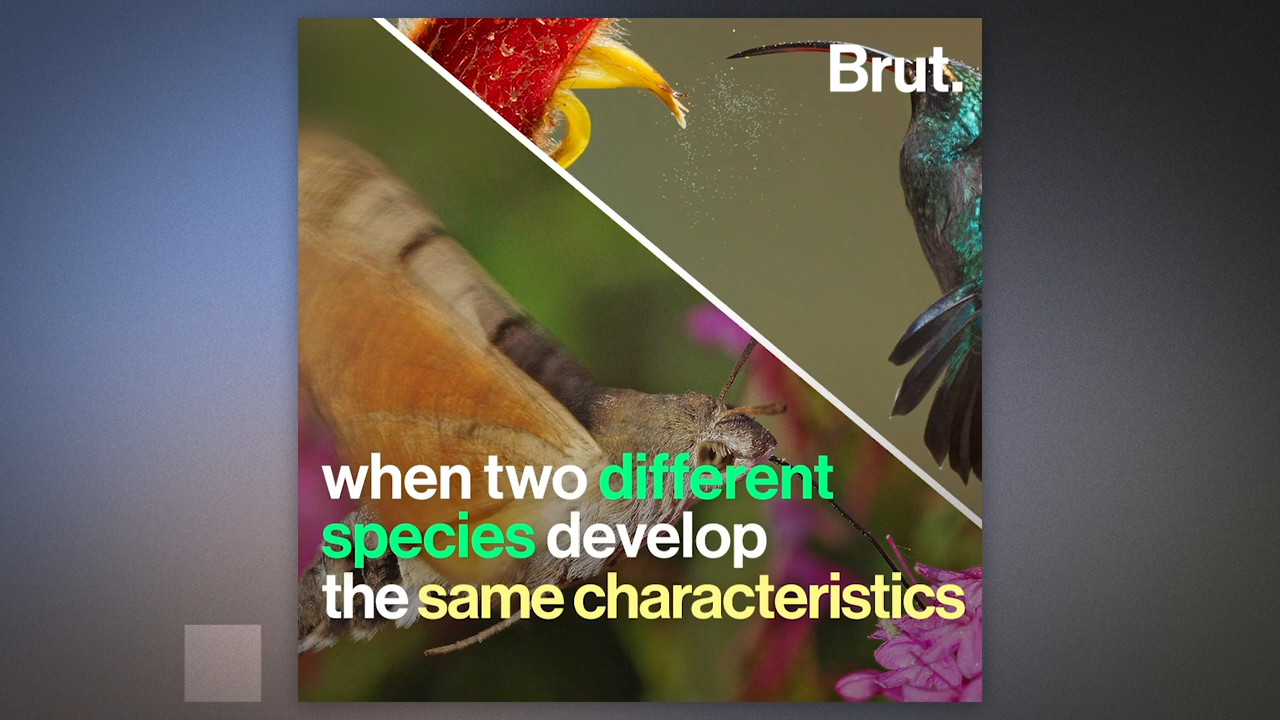 Brut.
when two different
species develop
the same characteristics